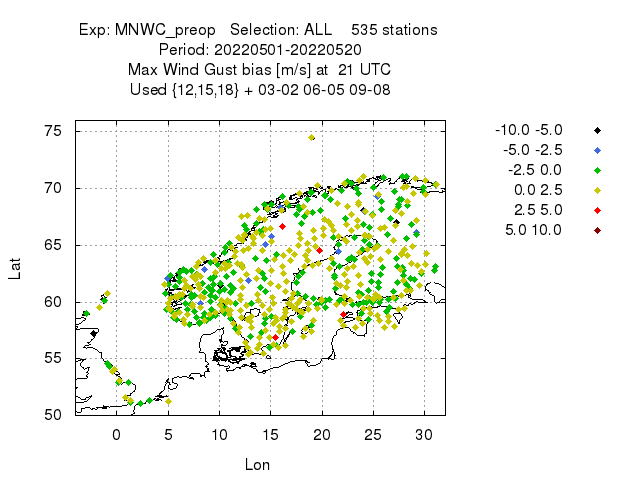 Exp: MNWC_preop   Selection: ALL    535 stations
Period: 20220501-20220520
Max Wind Gust bias [m/s] at  21 UTC
Used {12,15,18} + 03-02 06-05 09-08
-10.0 -5.0
-5.0 -2.5
-2.5 0.0
0.0 2.5
2.5 5.0
5.0 10.0
75
70
65
60
55
50
Lat
0 5 10 15 20 25 30
Lon